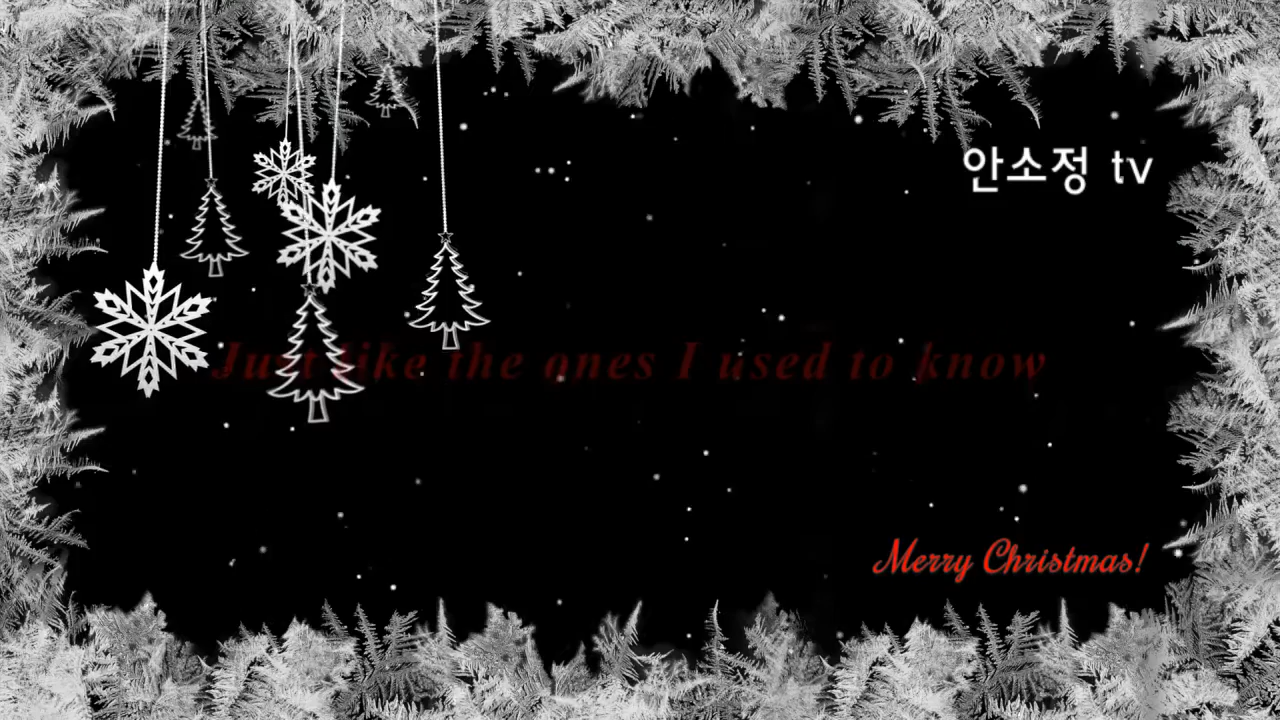 안소정 tv
Just like the ones I used to know
Merry Christmas!